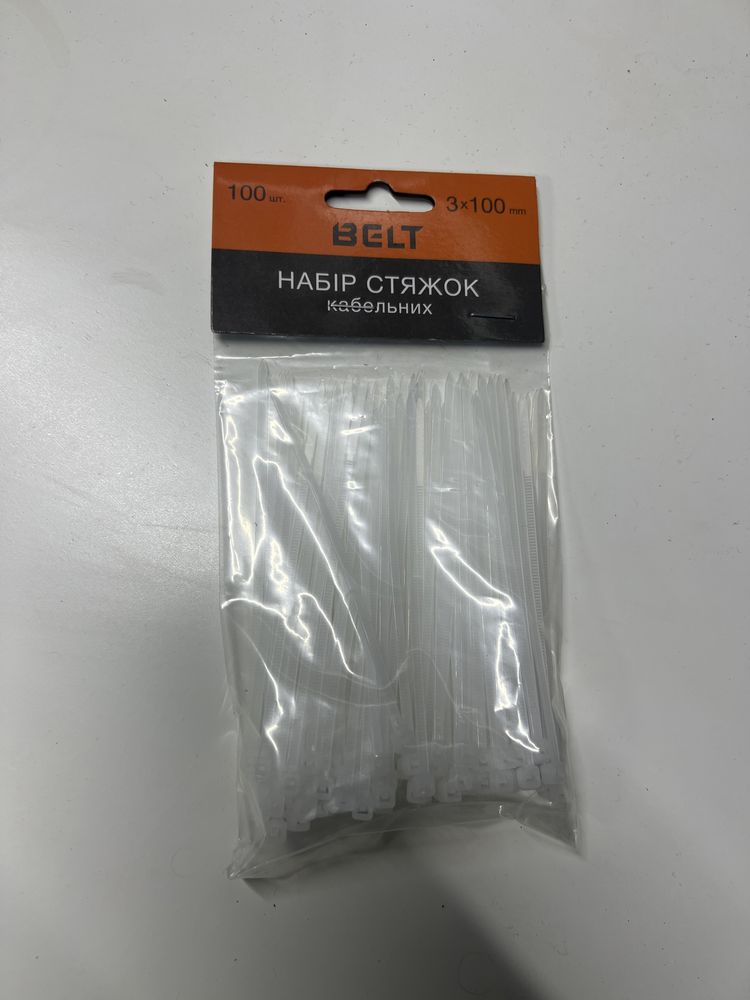 100 шт.
3×100 mm
BELT
НАБІР СТЯЖОК
кабельних